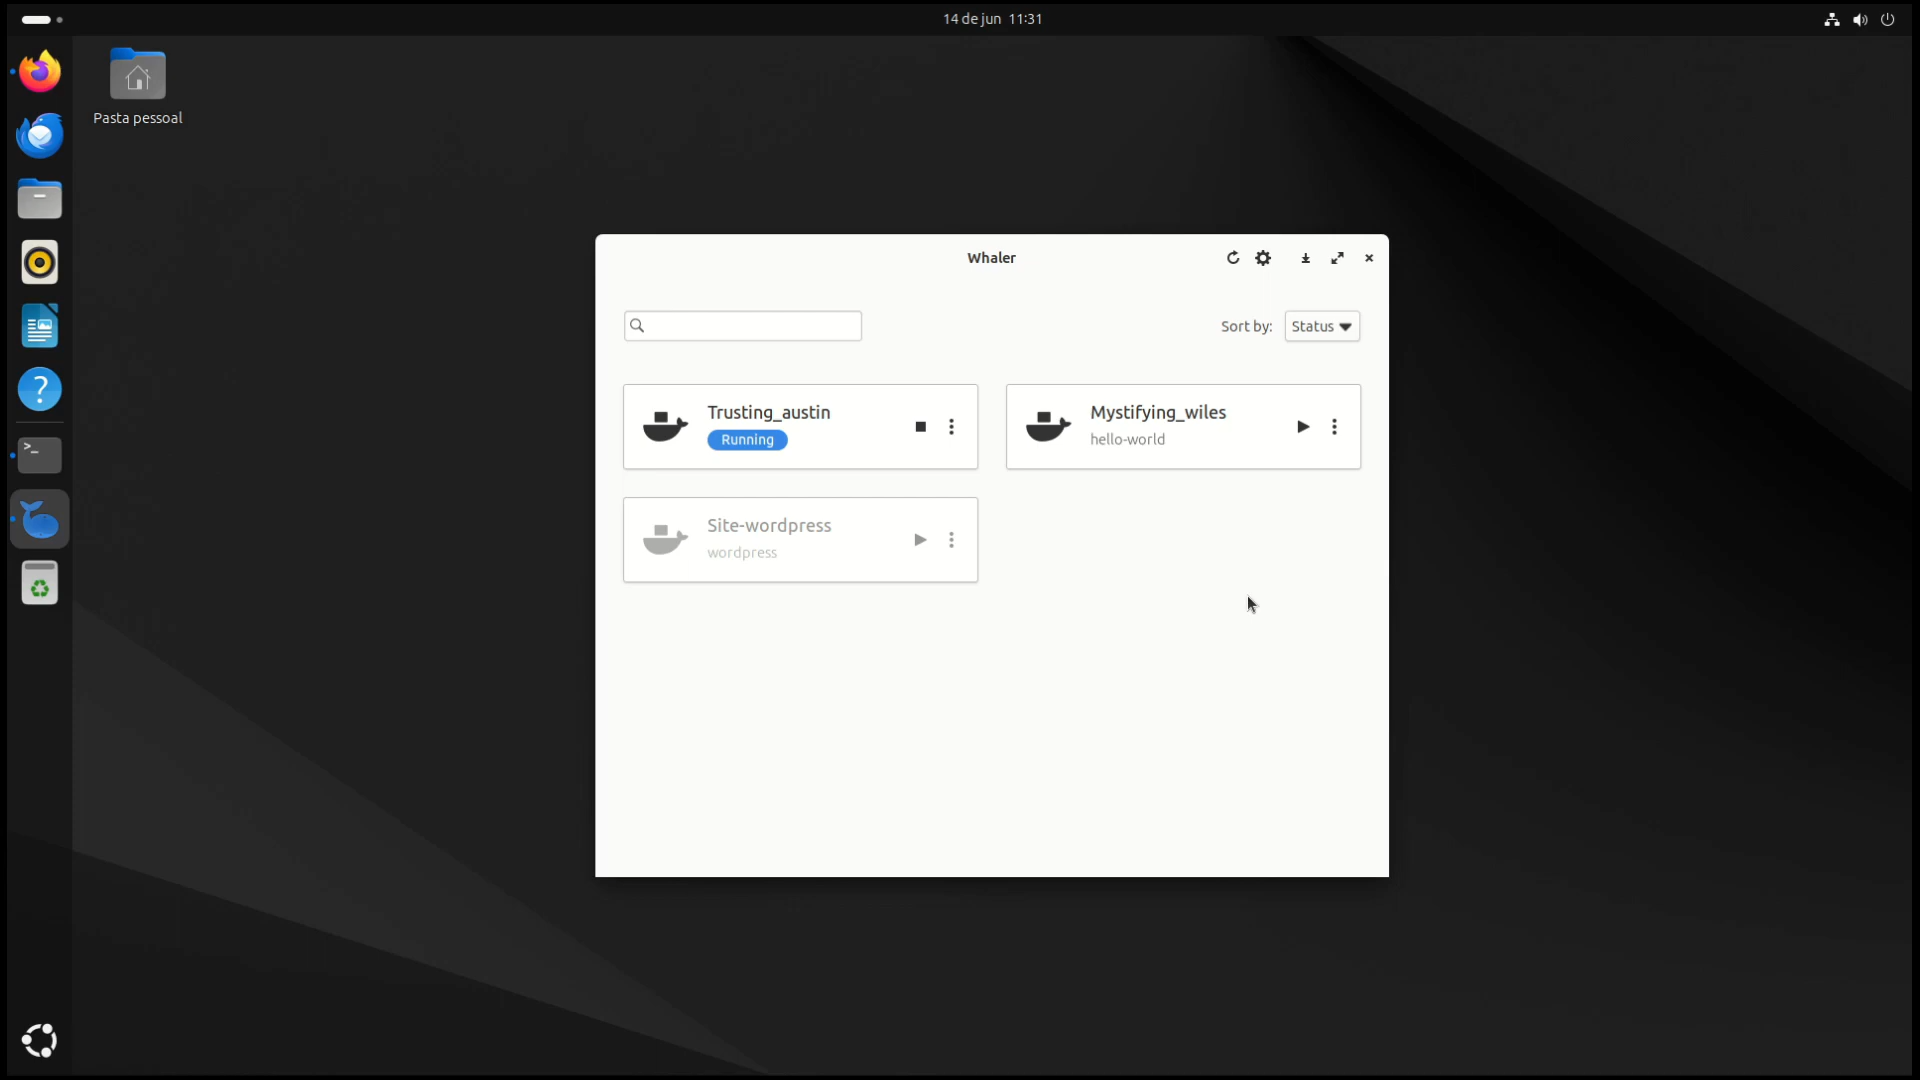 14 de jun 11:31
Pasta pessoal
Whaler
Sort by: Status
Trusting_austin
Running
Mystifying_wiles
hello-world
Site-wordpress
wordpress